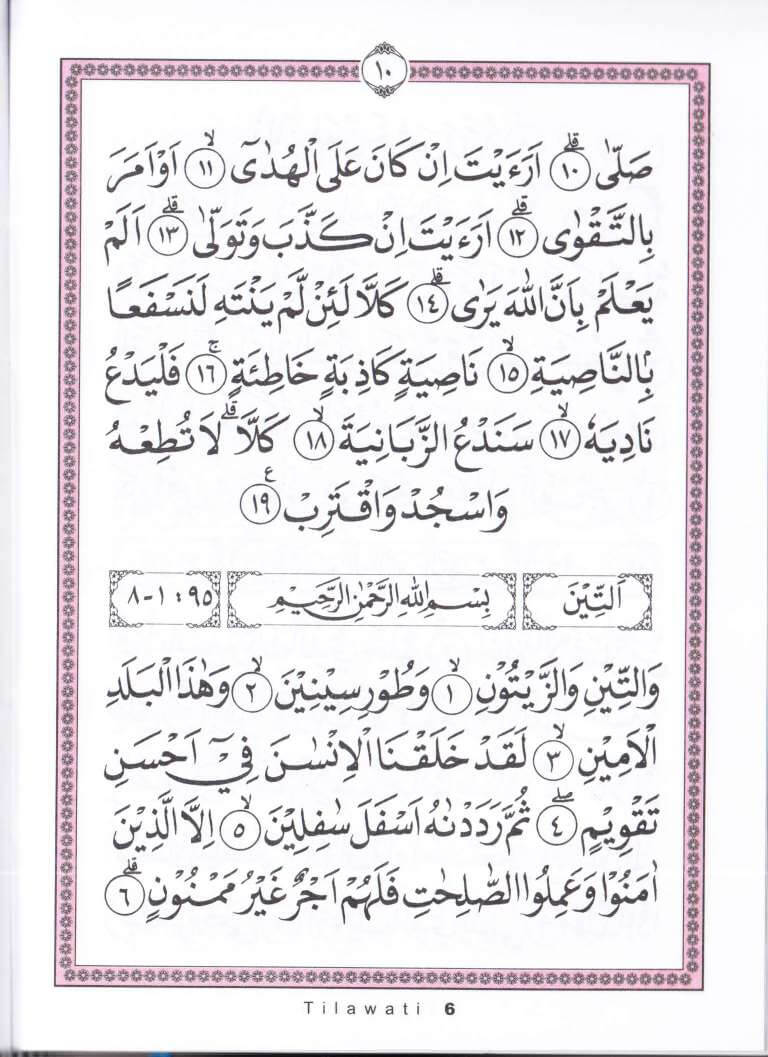 ١٠
صَلّٰىۗ ١٠ اَرَءَيْتَ اِنْ كَانَ عَلَى الْهُدٰىٓۙ ١١ اَوْ اَمَرَ
بِالتَّقْوٰىۗ ١٢ اَرَءَيْتَ اِنْ كَذَّبَ وَتَوَلّٰىۗ ١٣ اَلَمْ
يَعْلَمْ بِاَنَّ اللّٰهَ يَرٰىۗ ١٤ كَلَّا لَئِنْ لَّمْ يَنْتَهِ لَنَسْفَعًا
بِۢالنَّاصِيَةِۙ ١٥ نَاصِيَةٍ كَاذِبَةٍ خَاطِئَةٍۚ ١٦ فَلْيَدْعُ
نَادِيَهٗۙ ١٧ سَنَدْعُ الزَّبَانِيَةَۙ ١٨ كَلَّاۗ لَا تُطِعْهُ
وَاسْجُدْ وَاقْتَرِبْ ࣖ ١٩
اَلتِّيْنَ
بِسْمِ اللّٰهِ الرَّحْمٰنِ الرَّحِيْمِ
٩٥ : ١-٨
وَالتِّيْنِ وَالزَّيْتُوْنِۙ ١ وَطُوْرِ سِيْنِيْنَۙ ٢ وَهٰذَا الْبَلَدِ
الْاَمِيْنِۙ ٣ لَقَدْ خَلَقْنَا الْاِنْسٰنَ فِيْٓ اَحْسَنِ
تَقْوِيْمٍۖ ٤ ثُمَّ رَدَدْنٰهُ اَسْفَلَ سٰفِلِيْنَۙ ٥ اِلَّا الَّذِيْنَ
اٰمَنُوْا وَعَمِلُوا الصّٰلِحٰتِ فَلَهُمْ اَجْرٌ غَيْرُ مَمْنُوْنٍۗ ٦
Tilawati 6